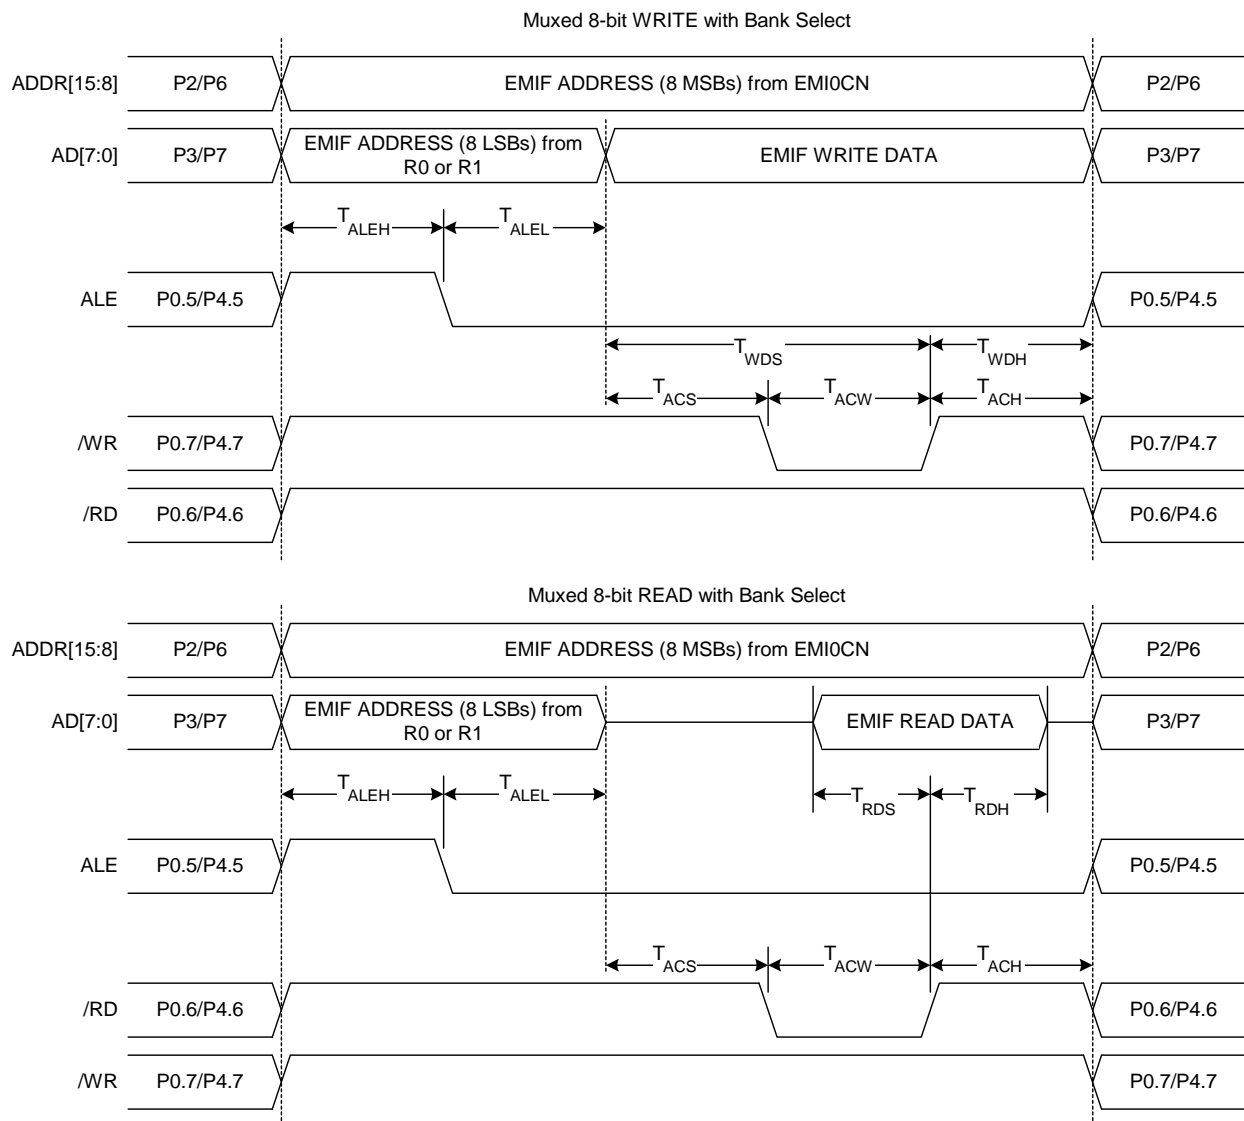 Muxed 8-bit WRITE with Bank Select
ADDR[15:8] P2/P6 EMIF ADDRESS (8 MSBs) from EMI0CN P2/P6
AD[7:0] P3/P7 EMIF ADDRESS (8 LSBs) from
R0 or R1 EMIF WRITE DATA P3/P7
TALEH TALEL
ALE P0.5/P4.5 P0.5/P4.5
TWDS TWDH
TACS TACW TACH
/WR P0.7/P4.7 P0.7/P4.7
/RD P0.6/P4.6 P0.6/P4.6
Muxed 8-bit READ with Bank Select
ADDR[15:8] P2/P6 EMIF ADDRESS (8 MSBs) from EMI0CN P2/P6
AD[7:0] P3/P7 EMIF ADDRESS (8 LSBs) from
R0 or R1 EMIF READ DATA P3/P7
TALEH TALEL TRDS TRDH
ALE P0.5/P4.5 P0.5/P4.5
TACS TACW TACH
/RD P0.6/P4.6 P0.6/P4.6
/WR P0.7/P4.7 P0.7/P4.7